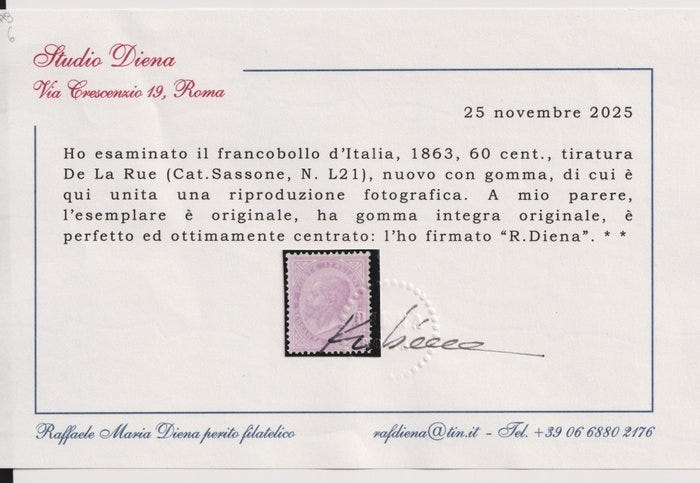 Studio Diena
Via Crescenzio 19, Roma
25 novembre 2025
Ho esaminato il francobollo d'Italia, 1863, 60 cent., tiratura
De La Rue (Cat.Sassone, N. L21), nuovo con gomma, di cui è
qui unita una riproduzione fotografica. A mio parere,
l'esemplare è originale, ha gomma integra originale, è
perfetto ed ottimamente centrato: l'ho firmato "R.Diena". * *
Raffaele Maria Diena perito filatelico
rafdiena@tin.it - Tel. +39 06 6880 2176